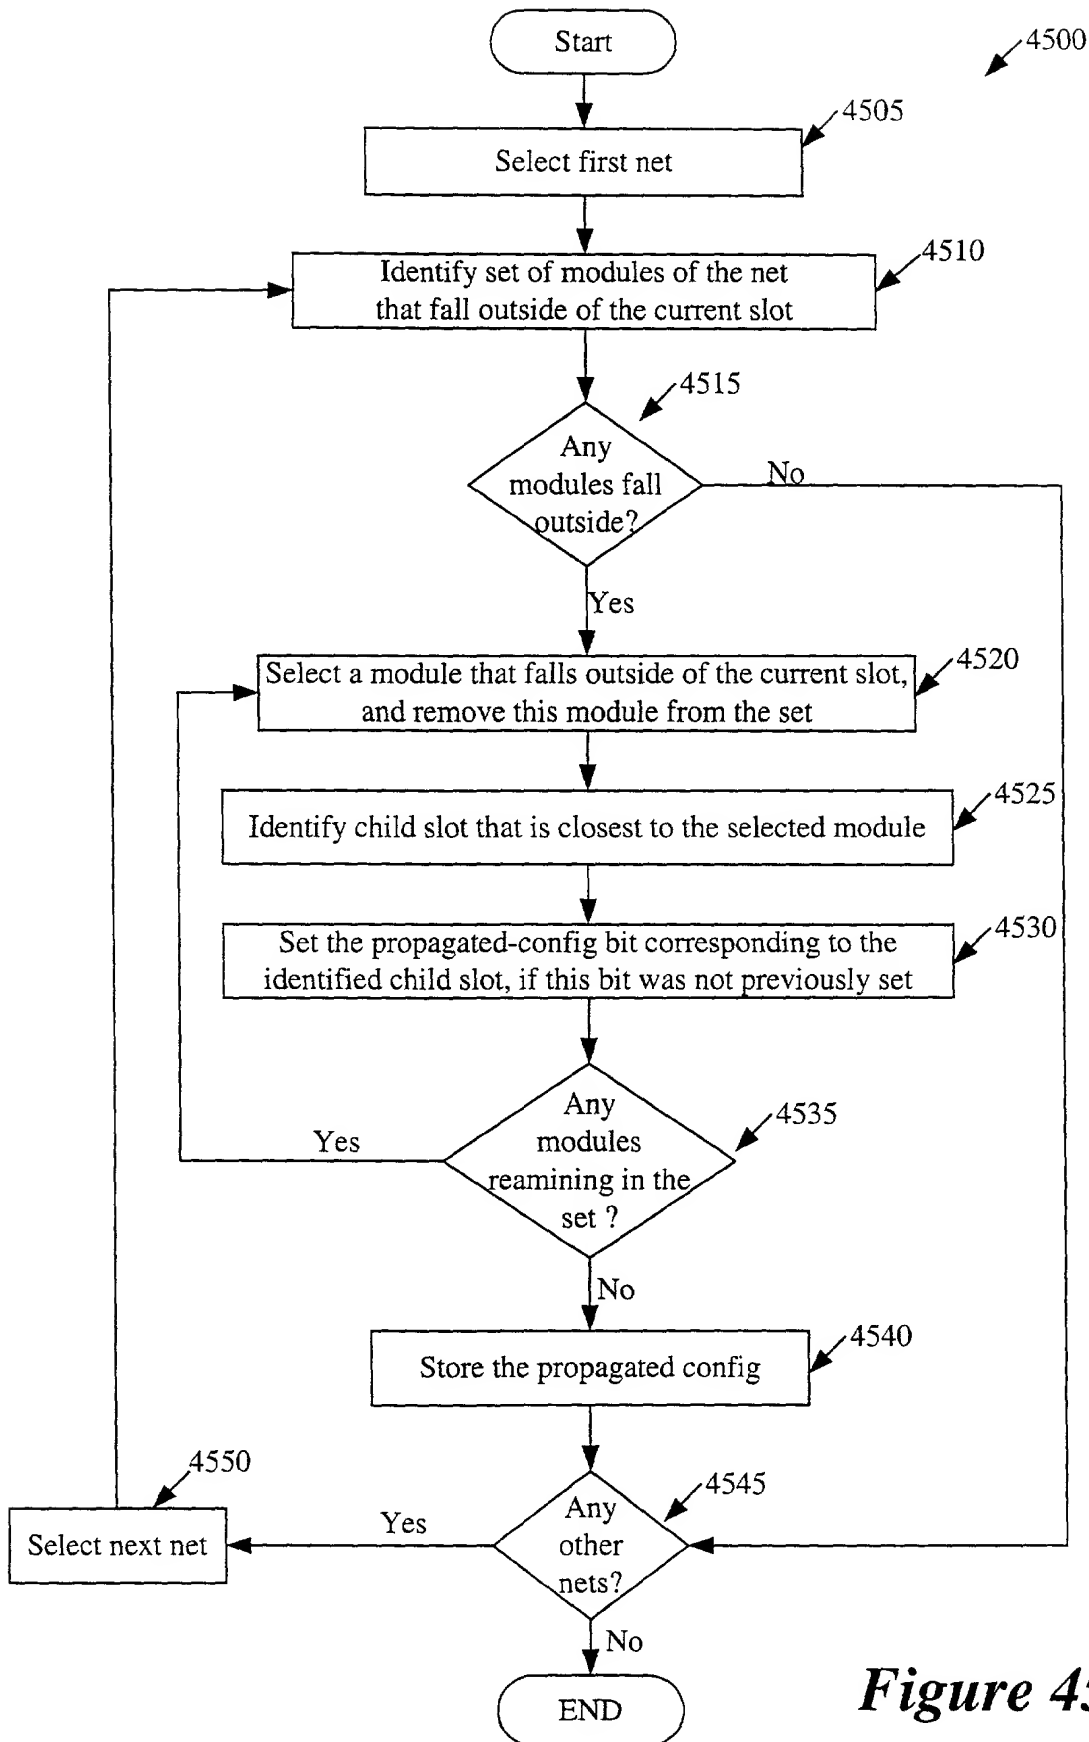 Start
4500
4505
Select first net
4510
Identify set of modules of the net
that fall outside of the current slot
4515
Any
modules fall
outside?
No
Yes
4520
Select a module that falls outside of the current slot,
and remove this module from the set
4525
Identify child slot that is closest to the selected module
4530
Set the propagated-config bit corresponding to the
identified child slot, if this bit was not previously set
4535
Any
modules
reamining in the
set ?
Yes
No
4540
Store the propagated config
4550
4545
Any
other
nets?
Yes
Select next net
No
END
Figure 45